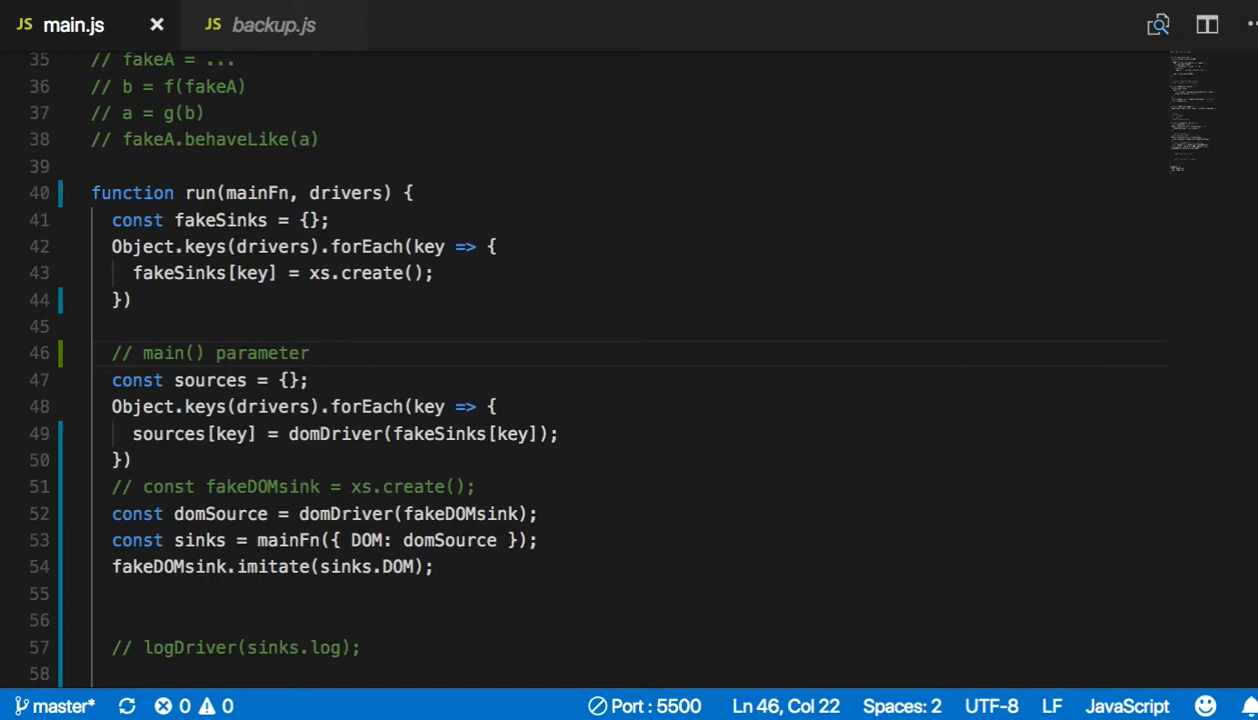 JS main.js × JS backup.js
35 // fakeA = ...
36 // b = f(fakeA)
37 // a = g(b)
38 // fakeA.behaveLike(a)
39
40 function run(mainFn, drivers) {
41 const fakeSinks = {};
42 Object.keys(drivers).forEach(key => {
43 fakeSinks[key] = xs.create();
44 })
45
46 // main() parameter
47 const sources = {};
48 Object.keys(drivers).forEach(key => {
49 sources[key] = domDriver(fakeSinks[key]);
50 })
51 // const fakeDOMsink = xs.create();
52 const domSource = domDriver(fakeDOMsink);
53 const sinks = mainFn({ DOM: domSource });
54 fakeDOMsink.imitate(sinks.DOM);
55
56
57 // logDriver(sinks.log);
58
master* 0 0 Port : 5500 Ln 46, Col 22 Spaces: 2 UTF-8 LF JavaScript